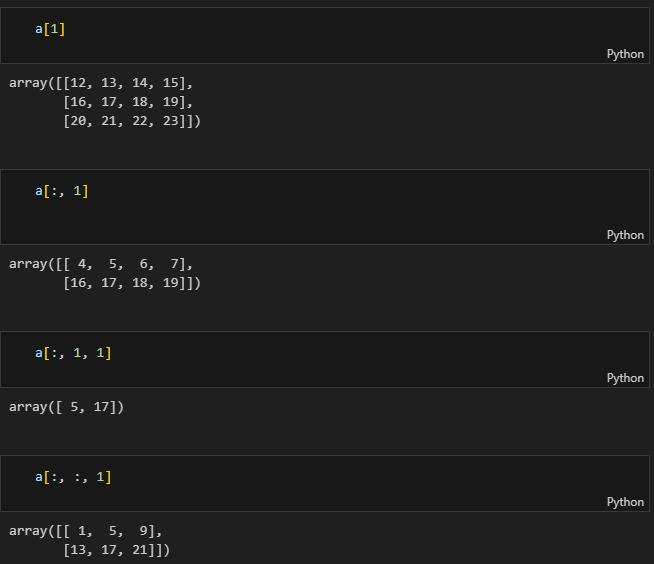 a[1]
Python
array([[12, 13, 14, 15],
       [16, 17, 18, 19],
       [20, 21, 22, 23]])
a[:, 1]
Python
array([[ 4,  5,  6,  7],
       [16, 17, 18, 19]])
a[:, 1, 1]
Python
array([ 5, 17])
a[:, :, 1]
Python
array([[ 1,  5,  9],
       [13, 17, 21]])